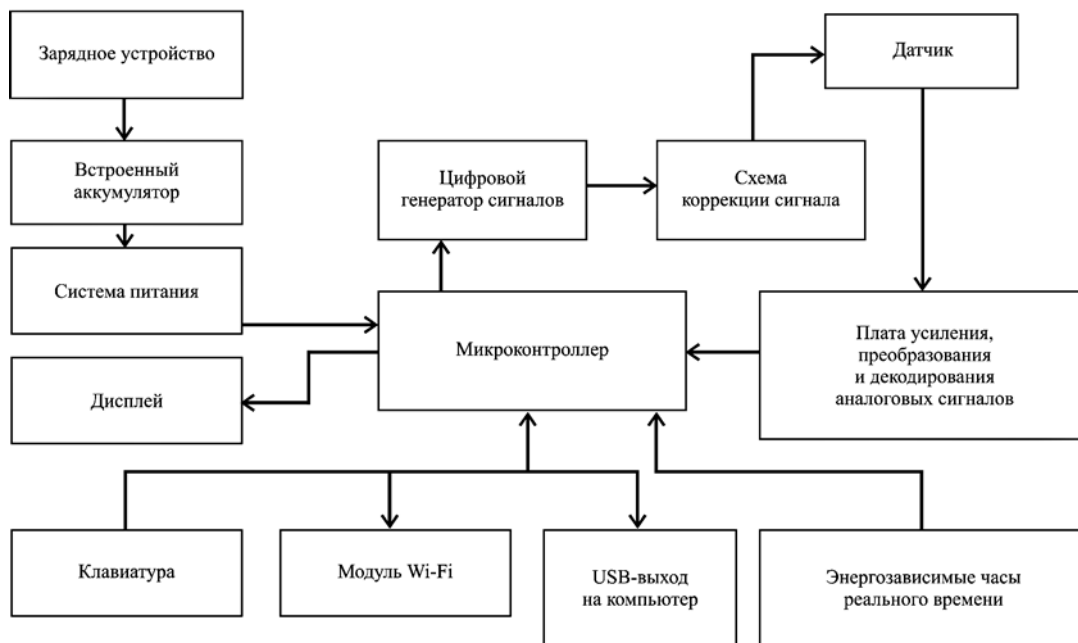 Зарядное устройство
Датчик
Встроенный
аккумулятор
Цифровой
генератор сигналов
Схема
коррекции сигнала
Система питания
Микроконтроллер
Плата усиления,
преобразования
и декодирования
аналоговых сигналов
Дисплей
Клавиатура
Модуль Wi-Fi
USB-выход
на компьютер
Энергозависимые часы
реального времени